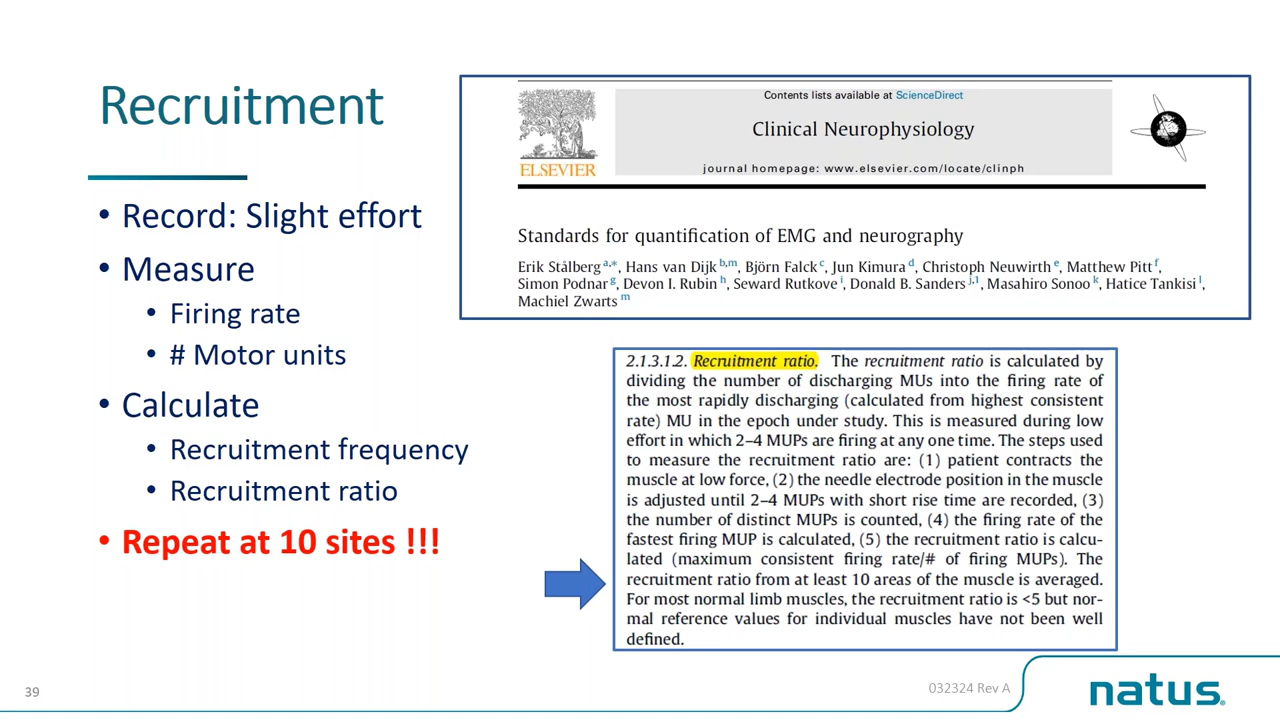 Recruitment
• Record: Slight effort
• Measure
• Firing rate
• # Motor units
• Calculate
• Recruitment frequency
• Recruitment ratio
• Repeat at 10 sites !!!
ELSEVIER
Contents lists available at ScienceDirect
Clinical Neurophysiology
journal homepage: www.elsevier.com/locate/clinph
Standards for quantification of EMG and neurography
Erik Stålberg a,*, Hans van Dijk b,m, Björn Falck c, Jun Kimura d, Christoph Neuwirth e, Matthew Pitt f,
Simon Podnar g, Devon I. Rubin h, Seward Rutkove i, Donald B. Sanders j,1, Masahiro Sonoo k, Hatice Tankisi l,
Machiel Zwarts m
2.1.3.1.2. Recruitment ratio. The recruitment ratio is calculated by
dividing the number of discharging MUs into the firing rate of
the most rapidly discharging (calculated from highest consistent
rate) MU in the epoch under study. This is measured during low
effort in which 2–4 MUPs are firing at any one time. The steps used
to measure the recruitment ratio are: (1) patient contracts the
muscle at low force, (2) the needle electrode position in the muscle
is adjusted until 2–4 MUPs with short rise time are recorded, (3)
the number of distinct MUPs is counted, (4) the firing rate of the
fastest firing MUP is calculated, (5) the recruitment ratio is calcu-
lated (maximum consistent firing rate/# of firing MUPs). The
recruitment ratio from at least 10 areas of the muscle is averaged.
For most normal limb muscles, the recruitment ratio is <5 but nor-
mal reference values for individual muscles have not been well
defined.
39
032324 Rev A
natus.